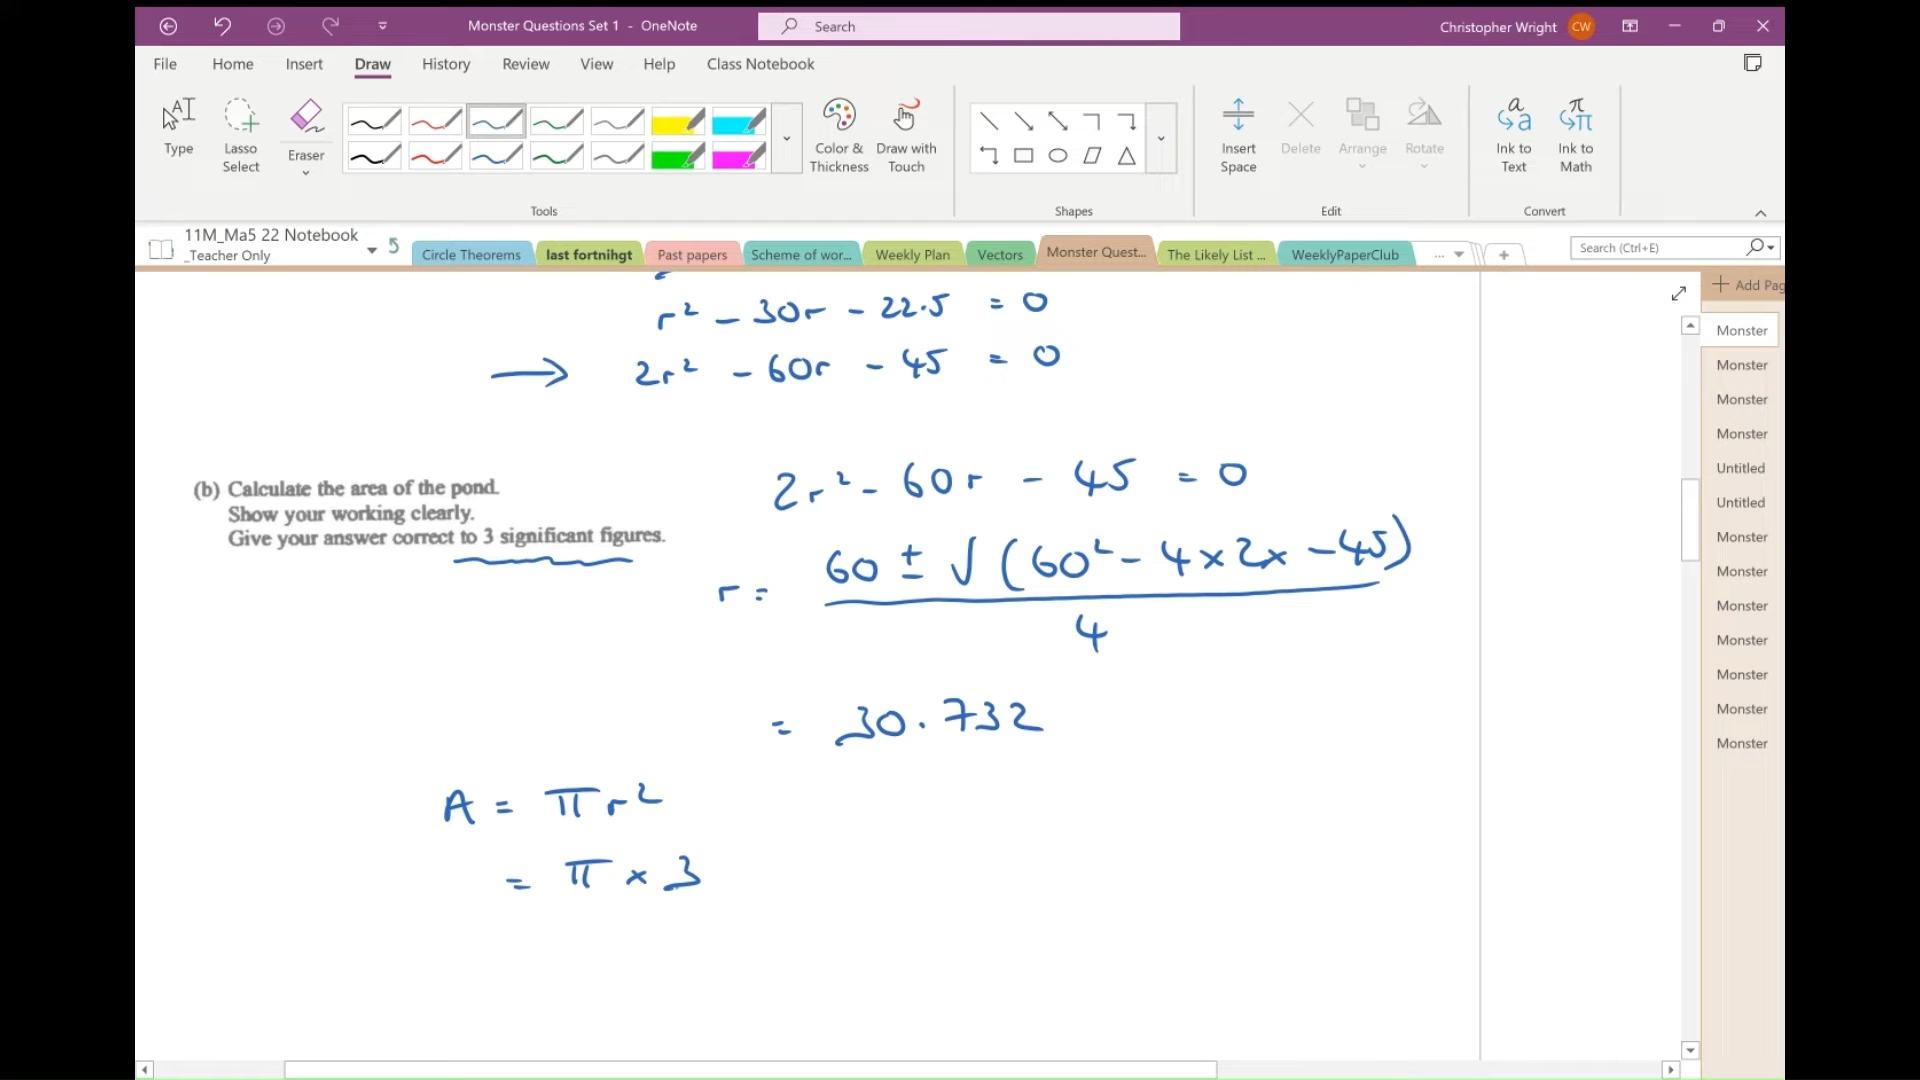 Monster Questions Set 1 - OneNote
Search
Christopher Wright CW
File Home Insert Draw History Review View Help Class Notebook
Type
Lasso Select
Eraser
Color & Thickness
Draw with Touch
Insert Space
Delete
Arrange
Rotate
Ink to Text
Ink to Math
Tools Shapes Edit Convert
11M_Ma5 22 Notebook
_Teacher Only
Circle Theorems last fortnihgt Past papers Scheme of wor... Weekly Plan Vectors Monster Quest... The Likely List ... WeeklyPaperClub ...
Search (Ctrl+E)
Add Pag
Monster
Monster
Monster
Monster
Untitled
Untitled
Monster
Monster
Monster
Monster
Monster
Monster
Monster
r² - 30r - 22.5 = 0
→ 2r² - 60r - 45 = 0
(b) Calculate the area of the pond.
Show your working clearly.
Give your answer correct to 3 significant figures.
2r² - 60r - 45 = 0
r = 60 ± √(60² - 4 x 2 x - 45)
4
= 30.732
A = πr²
= π x 3